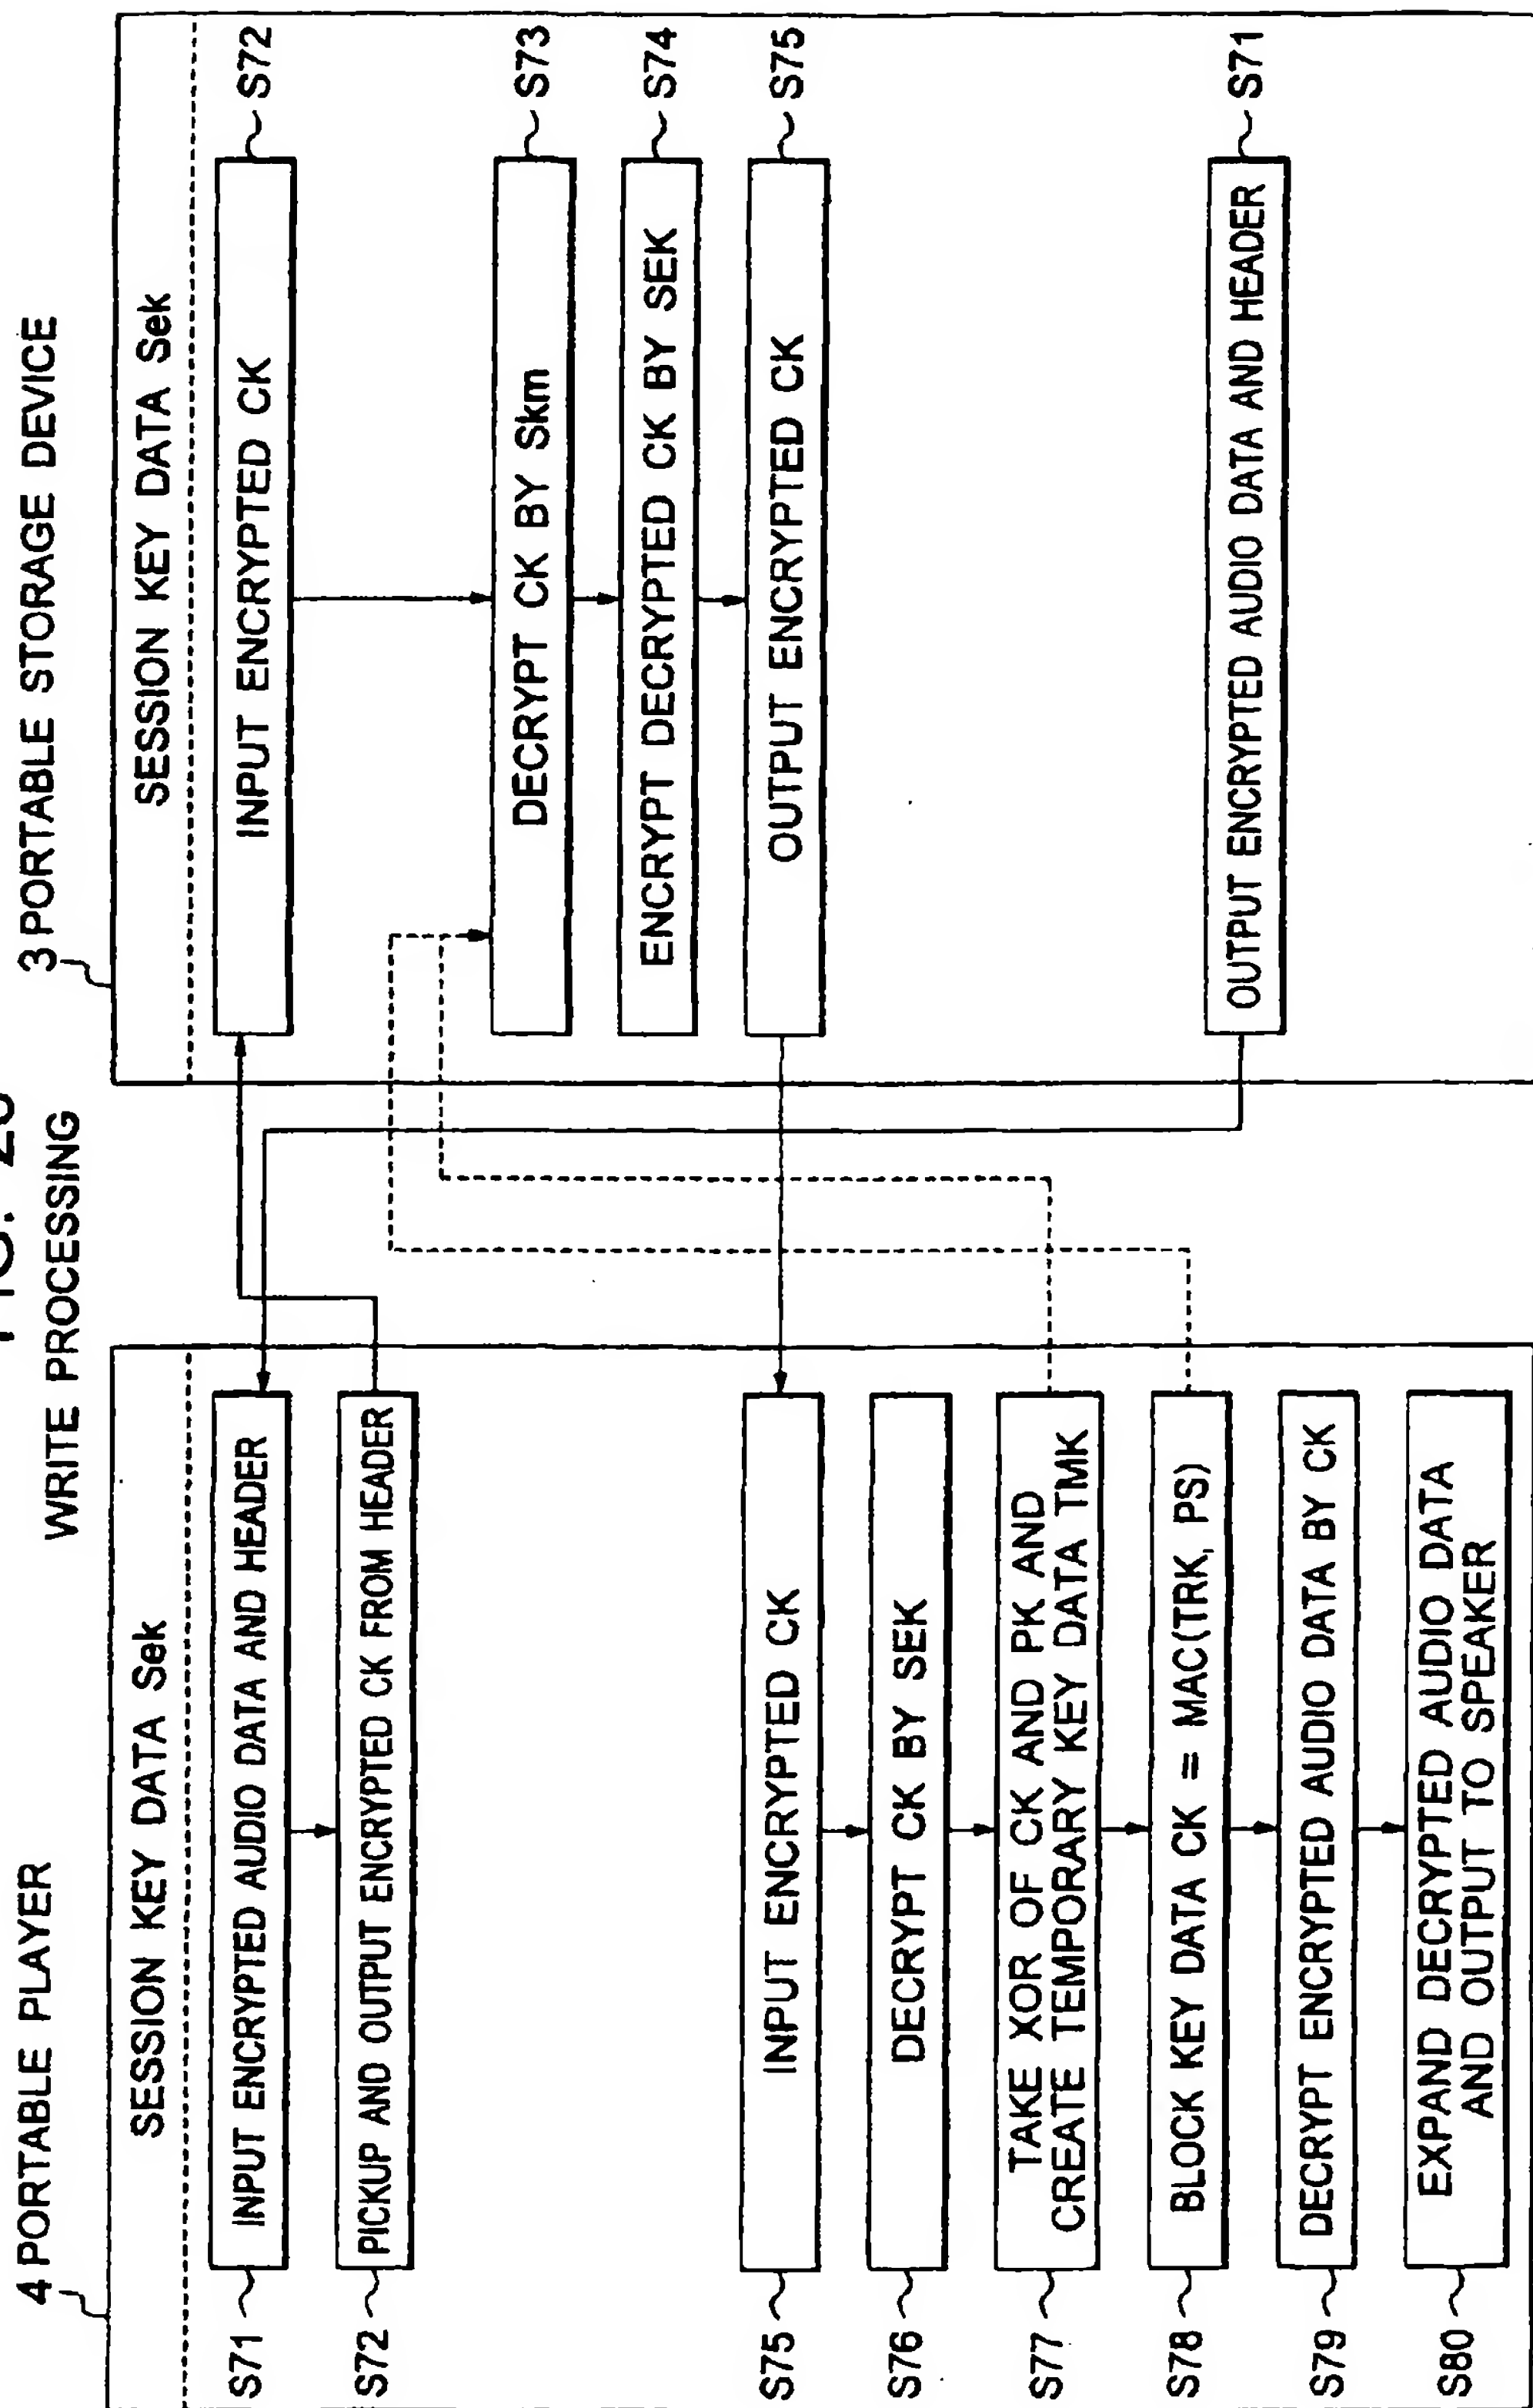 WRITE PROCESSING
4 PORTABLE PLAYER
SESSION KEY DATA Sek
S71
INPUT ENCRYPTED AUDIO DATA AND HEADER
S72
PICKUP AND OUTPUT ENCRYPTED CK FROM HEADER
S75
INPUT ENCRYPTED CK
S76
DECRYPT CK BY SEK
S77
TAKE XOR OF CK AND PK AND
CREATE TEMPORARY KEY DATA TMK
S78
BLOCK KEY DATA CK = MAC(TRK, PS)
S79
DECRYPT ENCRYPTED AUDIO DATA BY CK
S80
EXPAND DECRYPTED AUDIO DATA
AND OUTPUT TO SPEAKER
3 PORTABLE STORAGE DEVICE
SESSION KEY DATA Sek
INPUT ENCRYPTED CK
S72
DECRYPT CK BY Skm
S73
ENCRYPT DECRYPTED CK BY SEK
S74
OUTPUT ENCRYPTED CK
S75
OUTPUT ENCRYPTED AUDIO DATA AND HEADER
S71